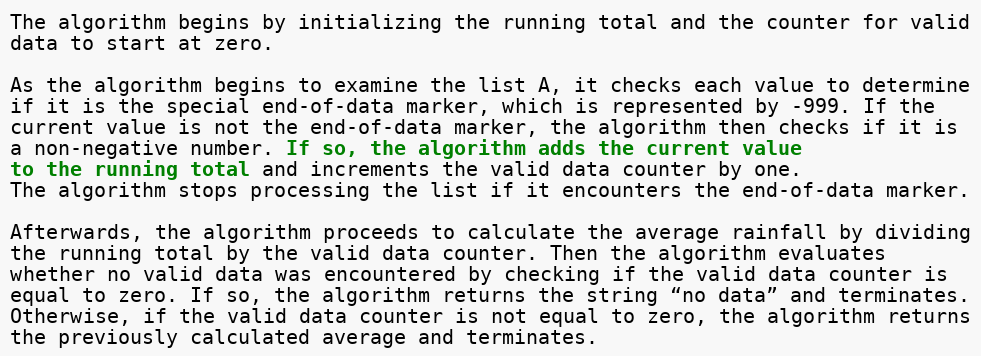 The algorithm begins by initializing the running total and the counter for valid
data to start at zero.
As the algorithm begins to examine the list A, it checks each value to determine
if it is the special end-of-data marker, which is represented by -999. If the
current value is not the end-of-data marker, the algorithm then checks if it is
a non-negative number. If so, the algorithm adds the current value
to the running total and increments the valid data counter by one.
The algorithm stops processing the list if it encounters the end-of-data marker.
Afterwards, the algorithm proceeds to calculate the average rainfall by dividing
the running total by the valid data counter. Then the algorithm evaluates
whether no valid data was encountered by checking if the valid data counter is
equal to zero. If so, the algorithm returns the string “no data” and terminates.
Otherwise, if the valid data counter is not equal to zero, the algorithm returns
the previously calculated average and terminates.